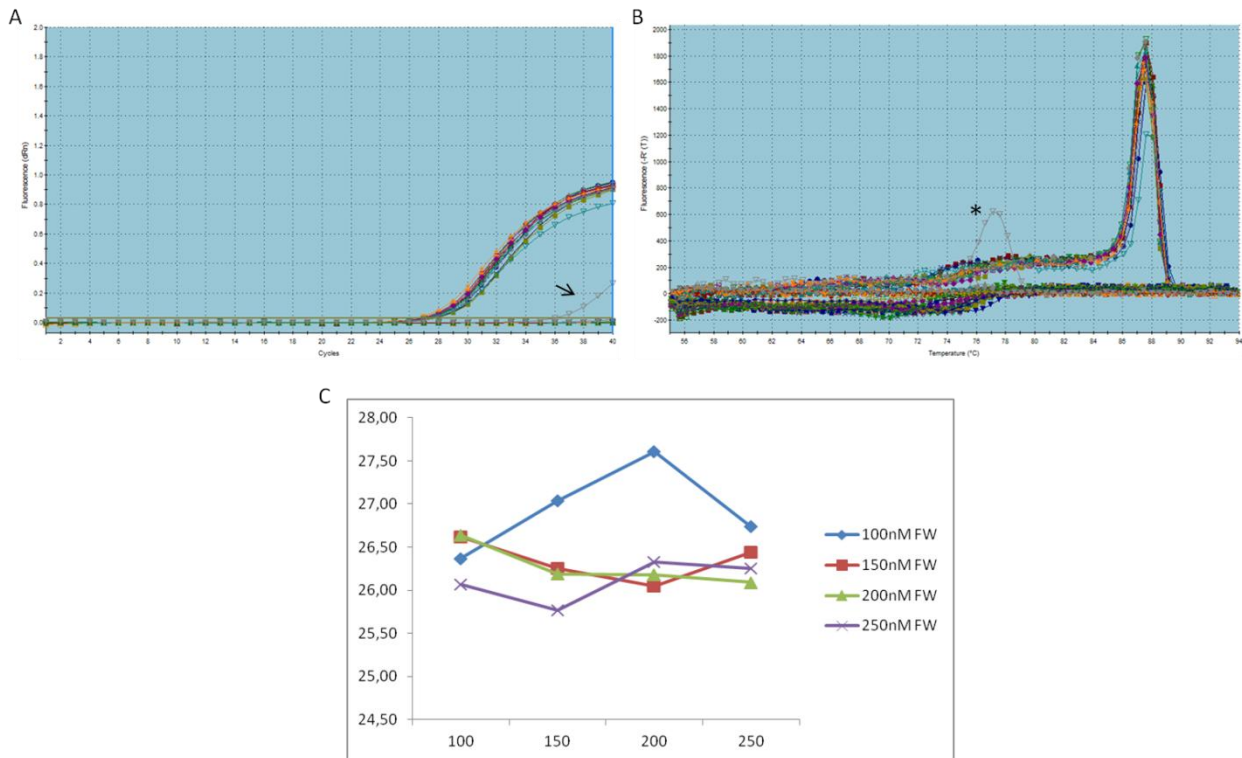 A
2.0
1.8
1.6
1.4
1.2
1.0
0.8
0.6
0.4
0.2
0.0
Fluorescence (dRn)
2 4 6 8 10 12 14 16 18 20 22 24 26 28 30 32 34 36 38 40
Cycles
B
2000
1800
1600
1400
1200
1000
800
600
400
200
0
-200
Fluorescence (-R'(T))
*
56 58 60 62 64 66 68 70 72 74 76 78 80 82 84 86 88 90 92 94
Temperature (°C)
C
28,00
27,50
27,00
26,50
26,00
25,50
25,00
24,50
100 150 200 250
100nM FW
150nM FW
200nM FW
250nM FW